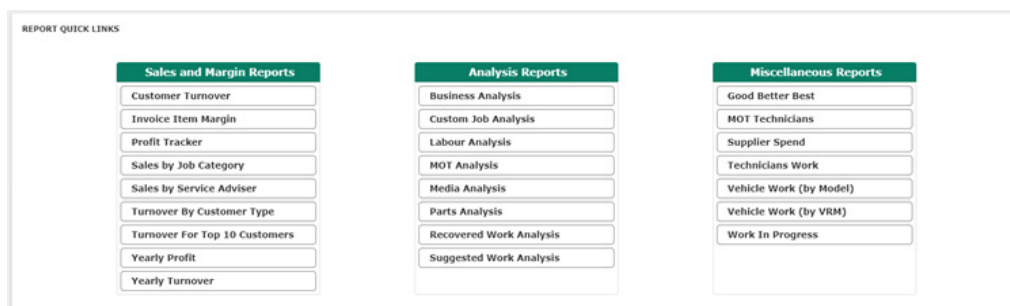 REPORT QUICK LINKS
Sales and Margin Reports
Customer Turnover
Invoice Item Margin
Profit Tracker
Sales by Job Category
Sales by Service Adviser
Turnover By Customer Type
Turnover For Top 10 Customers
Yearly Profit
Yearly Turnover
Analysis Reports
Business Analysis
Custom Job Analysis
Labour Analysis
MOT Analysis
Media Analysis
Parts Analysis
Recovered Work Analysis
Suggested Work Analysis
Miscellaneous Reports
Good Better Best
MOT Technicians
Supplier Spend
Technicians Work
Vehicle Work (by Model)
Vehicle Work (by VRM)
Work In Progress